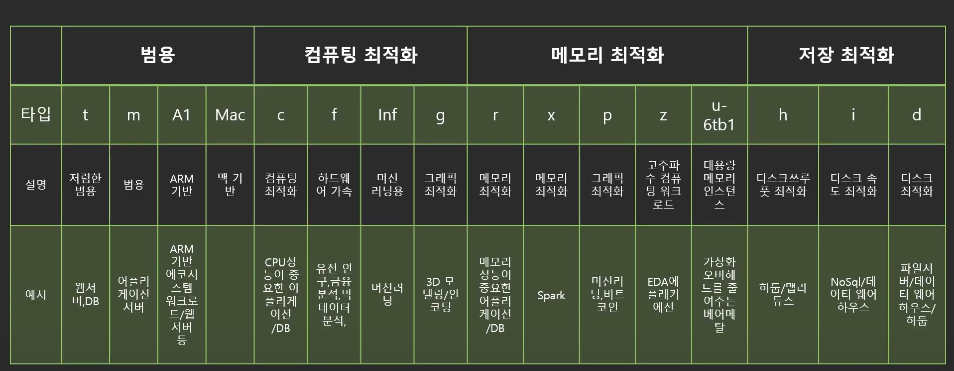 범용
컴퓨팅 최적화
메모리 최적화
저장 최적화
타입
t
m
A1
Mac
c
f
Inf
g
r
x
p
z
u-
6tb1
h
i
d
설명
저렴한
범용
범용
ARM
기반
맥 기
반
컴퓨팅
최적화
하드웨
어 가속
머신
러닝용
그래픽
최적화
메모리
최적화
메모리
최적화
그래픽
최적화
고주파
수 컴퓨
팅 워크
로드
대용량
메모리
인스턴
스
디스크쓰루
풋 최적화
디스크 속
도 최적화
디스크
최적화
예시
웹서
버,DB
어플리
케이션
서버
ARM
기반
에코시
스템
워크로
드/웹
서버
등
CPU성
능이 중
요한 어
플리케
이션
/DB
유전 연
구,금융
분석,빅
데이터
분석,
머신러
닝
3D 모
델링/인
코딩
메모리
성능이
중요한
어플리
케이션
/DB
Spark
머신러
닝,비트
코인
EDA어
플리케
이션
가상화
오버헤
드를 줄
여주는
베어메
탈
하둡/맵리
듀스
NoSql/데
이터 웨어
하우스
파일서
버/데이
터 웨어
하우스/
하둡